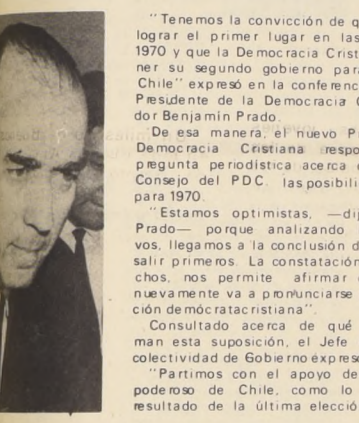 "Tenemos la convicción de q
lograr el primer lugar en las
1970 y que la Democracia Crist
ner su segundo gobierno para
Chile" expresó en la conferenc
Presidente de la Democracia C
dor Benjamín Prado.
De esa manera, el nuevo P
Democracia Cristiana respo
pregunta periodística acerca
Consejo del PDC. las posibili
para 1970.
"Estamos optimistas, —dij
Prado— porque analizando
vos, llegamos a la conclusión d
salir primeros. La constatación
chos, nos permite afirmar
nuevamente va a pronunciarse
ción demócratacristiana".
Consultado acerca de qué
man esta suposición, el Jefe
colectividad de Gobierno exprese
"Partimos con el apoyo de
poderoso de Chile, como lo
resultado de la última elecció